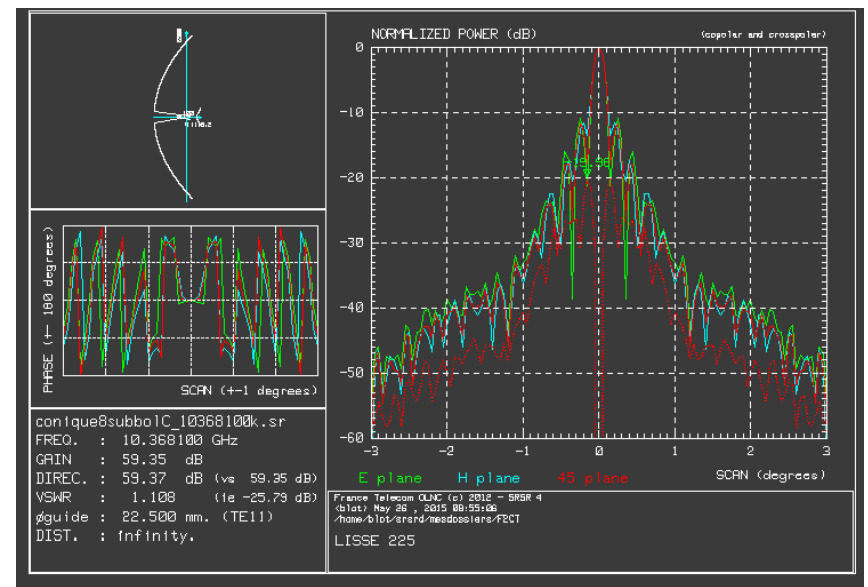 NORMALIZED POWER (dB)
(copolar and crosspolar)
0
-10
-20
-30
-40
-50
-60
-19.96
-3
-2
-1
0
1
2
3
E plane
H plane
45 plane
SCAN (degrees)
PHASE (+- 100 degrees)
SCAN (+-1 degrees)
conique8subbolC_10368100k.sr
FREQ. : 10.368100 GHz
GAIN : 59.35 dB
DIREC. : 59.37 dB (vs 59.35 dB)
VSWR : 1.108 (ie -25.79 dB)
øguide : 22.500 mm. (TE11)
DIST. : infinity.
France Telecom OLNC (c) 2012 - SRSR 4
<blot> May 26 , 2015 08:55:06
/home/blot/srsrd/mesdossiers/F2CT
LISSE 225